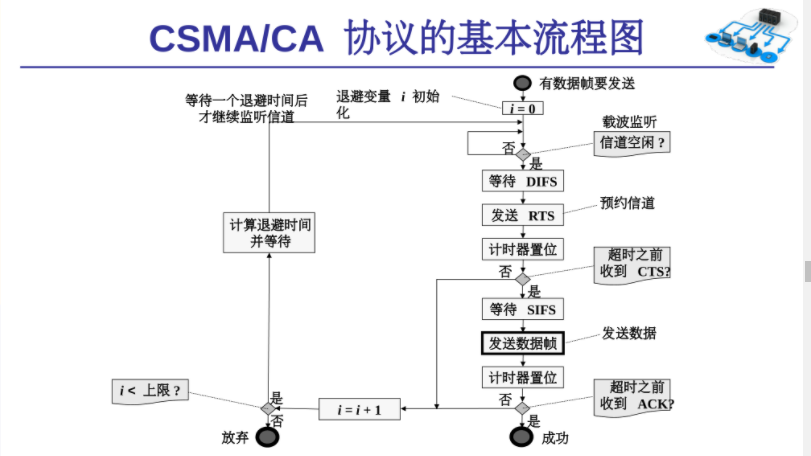 CSMA/CA 协议的基本流程图
有数据帧要发送
等待一个退避时间后
才继续监听信道
退避变量 i 初始
化
i = 0
载波监听
信道空闲 ?
否
是
等待 DIFS
发送 RTS
预约信道
计算退避时间
并等待
计时器置位
超时之前
收到 CTS?
否
是
等待 SIFS
发送数据帧
发送数据
计时器置位
超时之前
收到 ACK?
i < 上限 ?
是
否
i = i + 1
否
是
放弃
成功